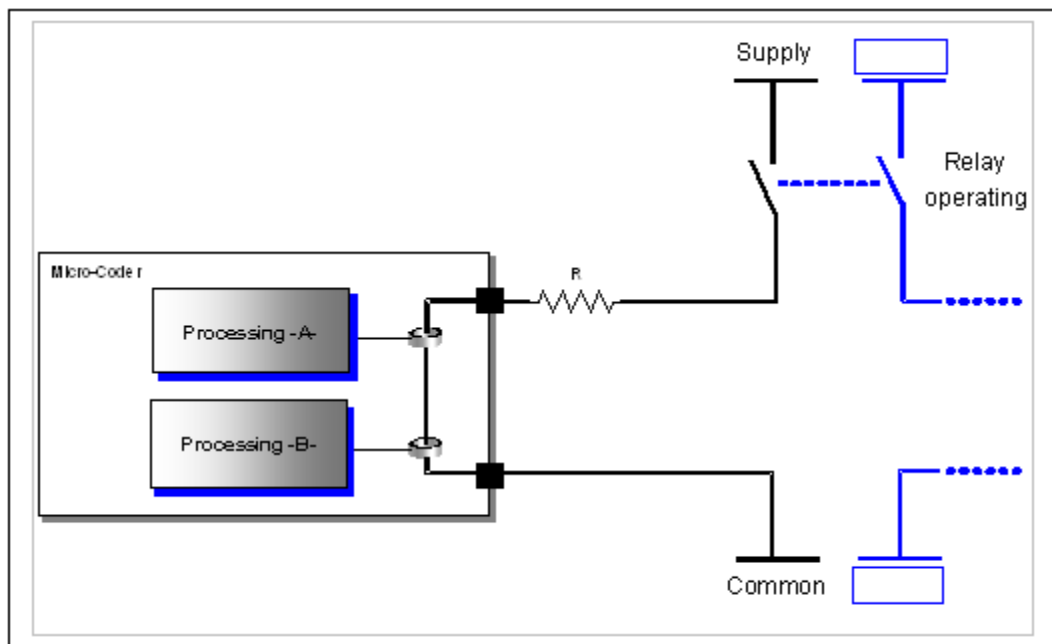 Supply
Relay
operating
Micro-Coder
R
Processing -A-
Processing -B-
Common